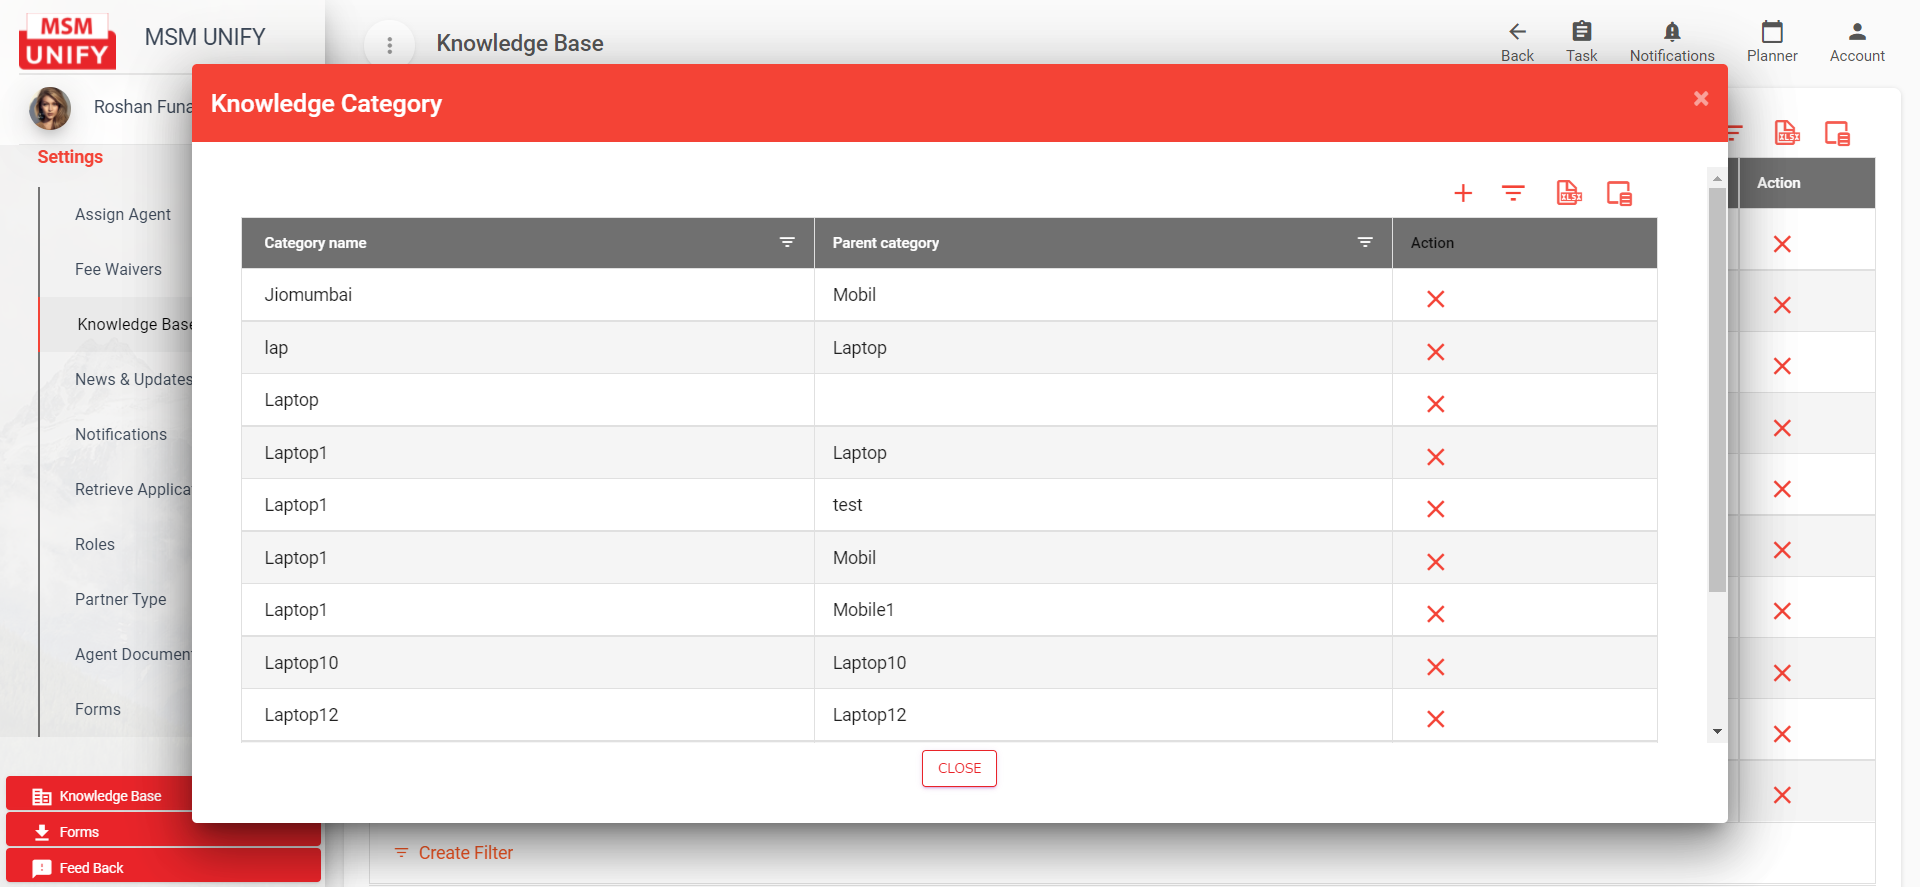 MSM
UNIFY
MSM UNIFY
Knowledge Base
Back
Task
Notifications
Planner
Account
Roshan Funa
Settings
Assign Agent
Fee Waivers
Knowledge Base
News & Updates
Notifications
Retrieve Applica
Roles
Partner Type
Agent Documen
Forms
Knowledge Base
Forms
Feed Back
Knowledge Category
×
XLSX
Category name Parent category Action
Jiomumbai Mobil
lap Laptop
Laptop
Laptop1 Laptop
Laptop1 test
Laptop1 Mobil
Laptop1 Mobile1
Laptop10 Laptop10
Laptop12 Laptop12
CLOSE
XLSX
Action
Create Filter